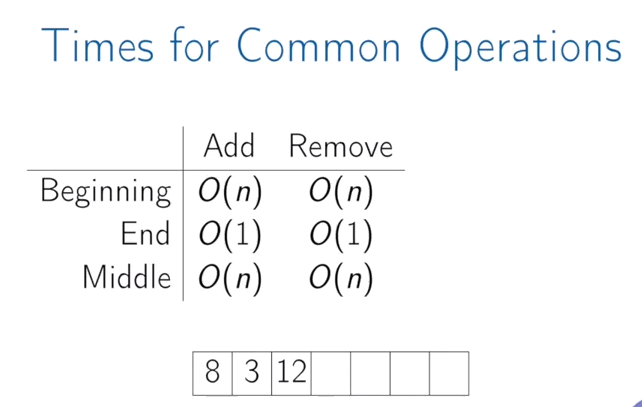 Times for Common Operations
Add Remove
Beginning O(n) O(n)
End O(1) O(1)
Middle O(n) O(n)
8 3 12